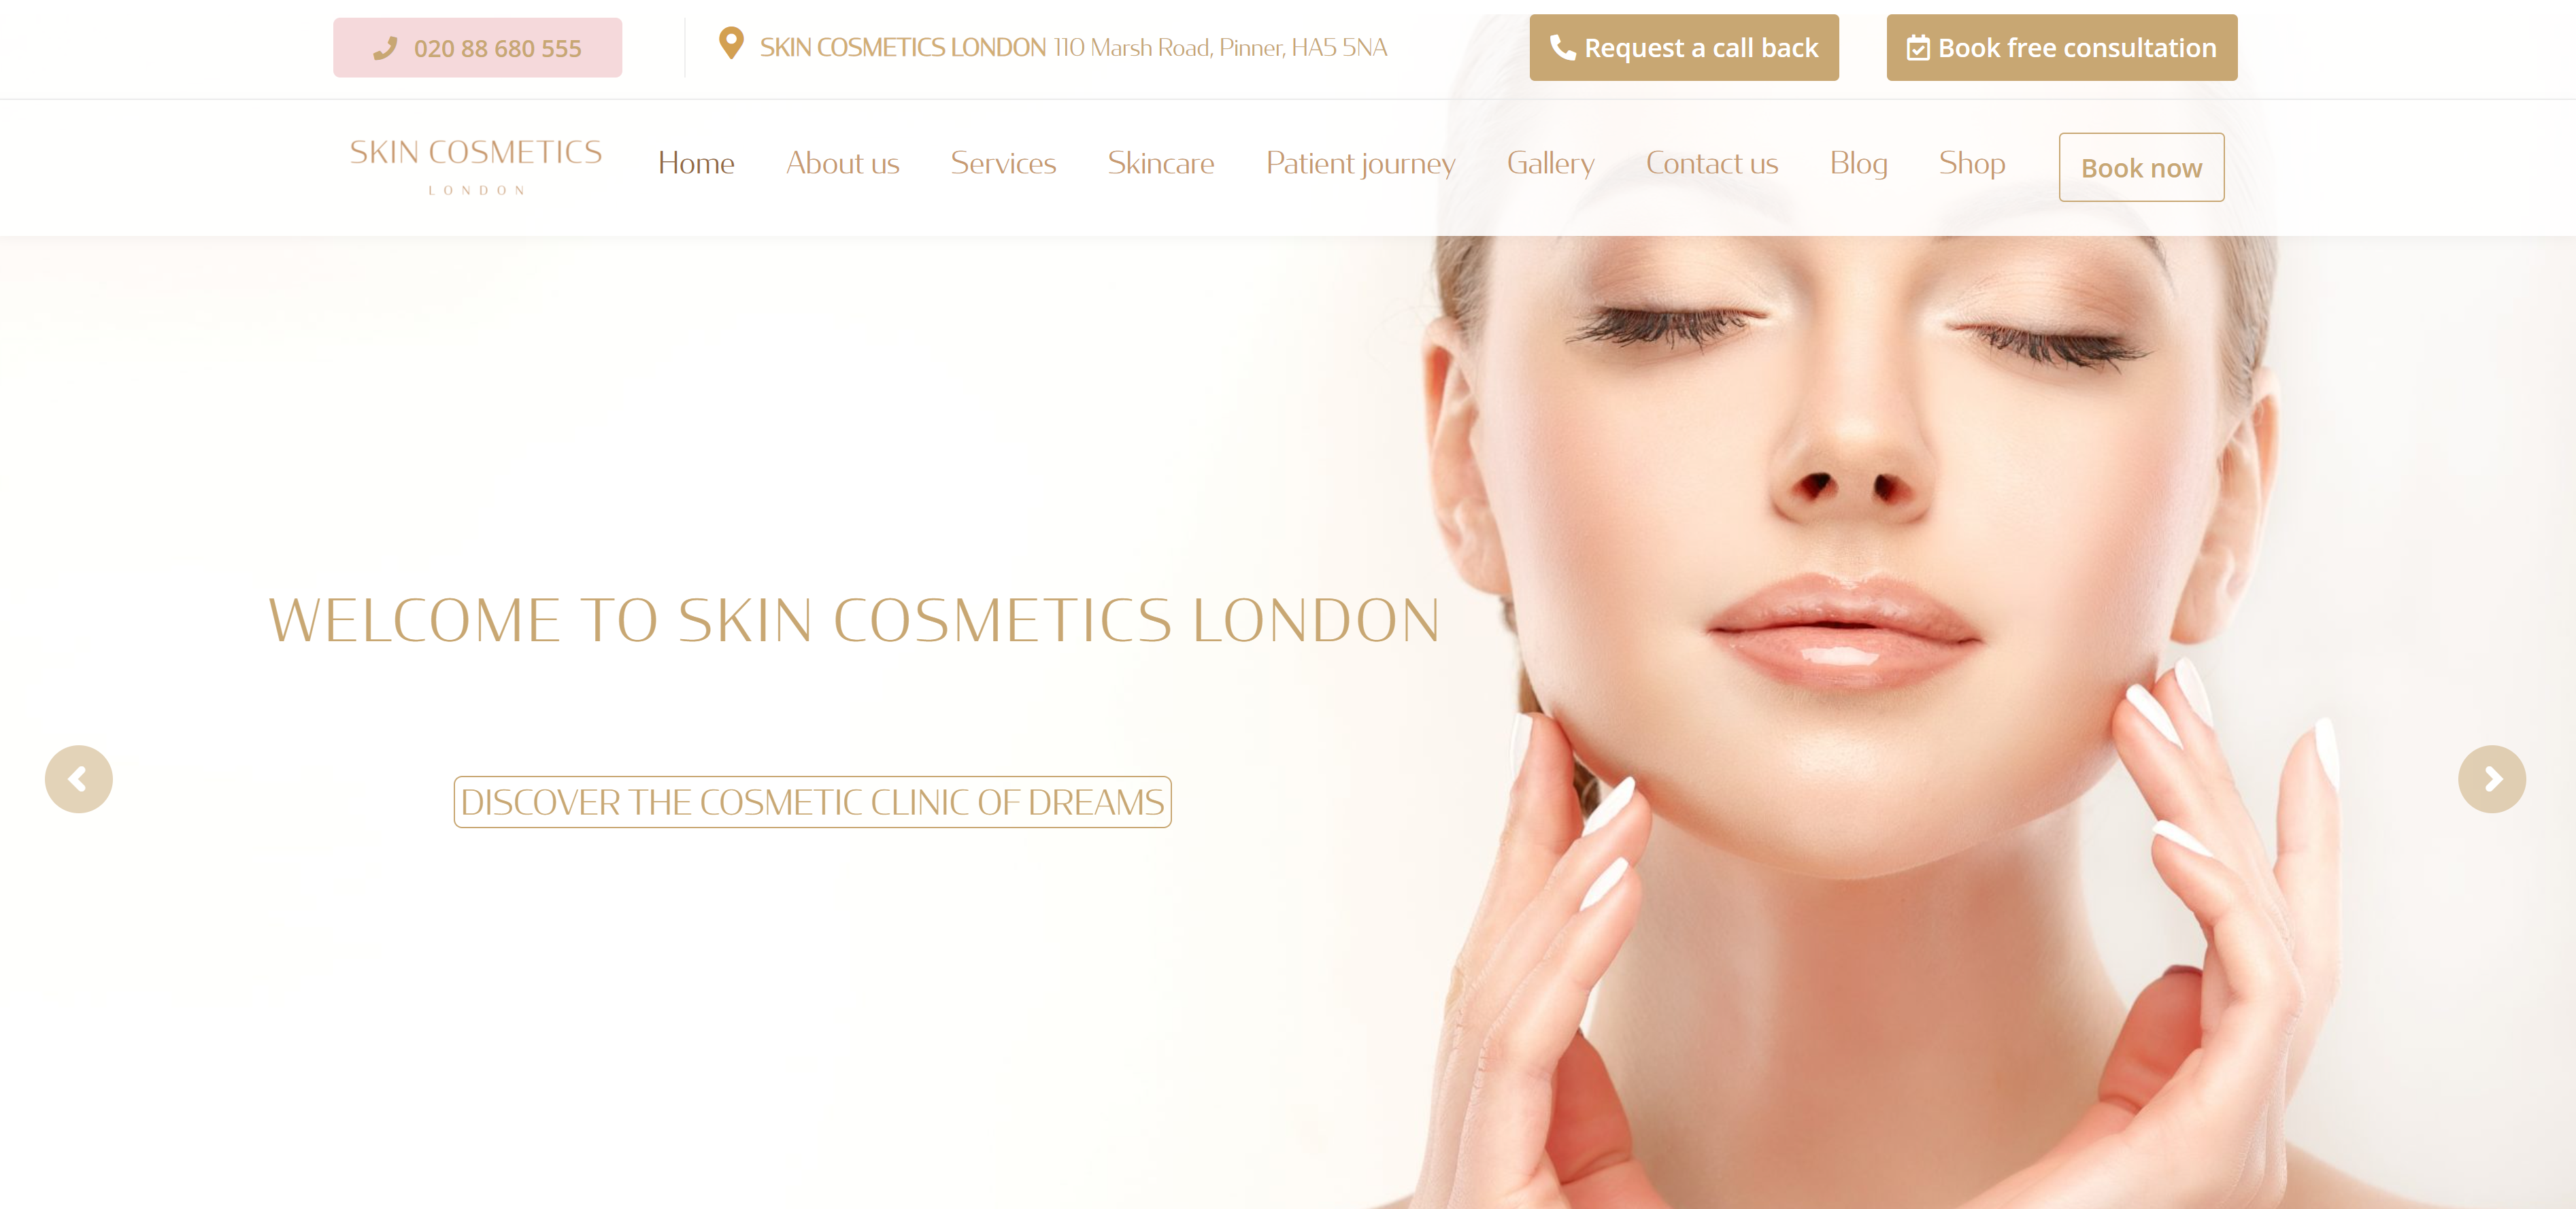 020 88 680 555
SKIN COSMETICS LONDON 110 Marsh Road, Pinner, HA5 5NA
Request a call back
Book free consultation
SKIN COSMETICS
LONDON
Home
About us
Services
Skincare
Patient journey
Gallery
Contact us
Blog
Shop
Book now
WELCOME TO SKIN COSMETICS LONDON
DISCOVER THE COSMETIC CLINIC OF DREAMS